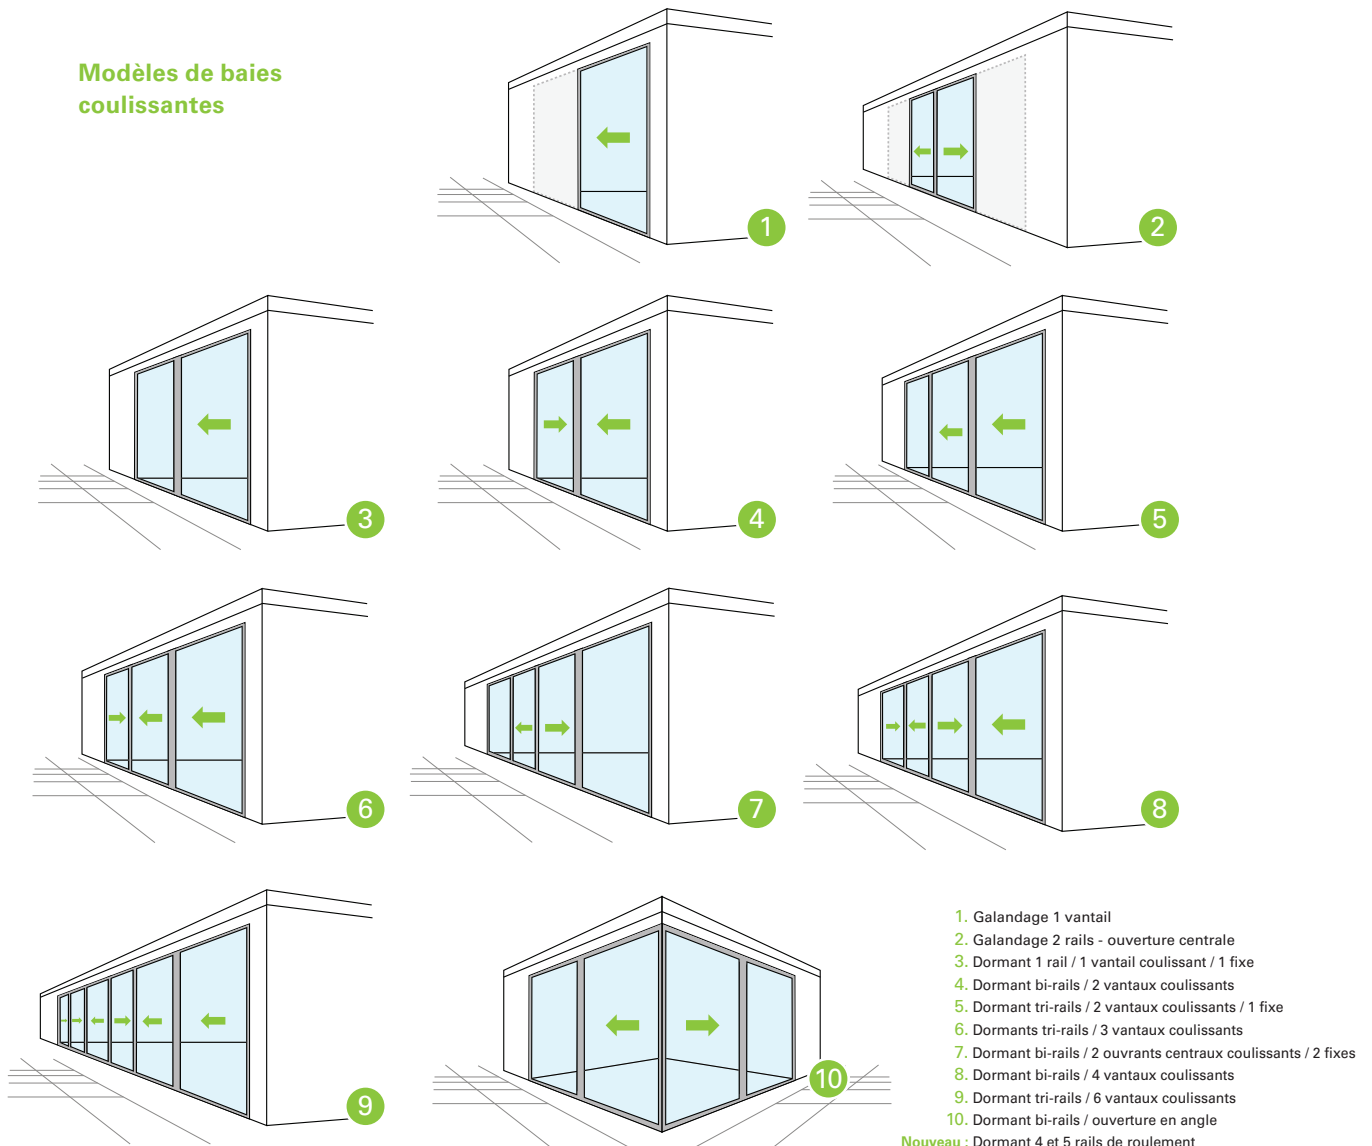 Modèles de baies
coulissantes
1
2
3
4
5
6
7
8
9
10
1. Galandage 1 vantail
2. Galandage 2 rails - ouverture centrale
3. Dormant 1 rail / 1 vantail coulissant / 1 fixe
4. Dormant bi-rails / 2 vantaux coulissants
5. Dormant tri-rails / 2 vantaux coulissants / 1 fixe
6. Dormants tri-rails / 3 vantaux coulissants
7. Dormant bi-rails / 2 ouvrants centraux coulissants / 2 fixes
8. Dormant bi-rails / 4 vantaux coulissants
9. Dormant tri-rails / 6 vantaux coulissants
10. Dormant bi-rails / ouverture en angle
Nouveau : Dormant 4 et 5 rails de roulement